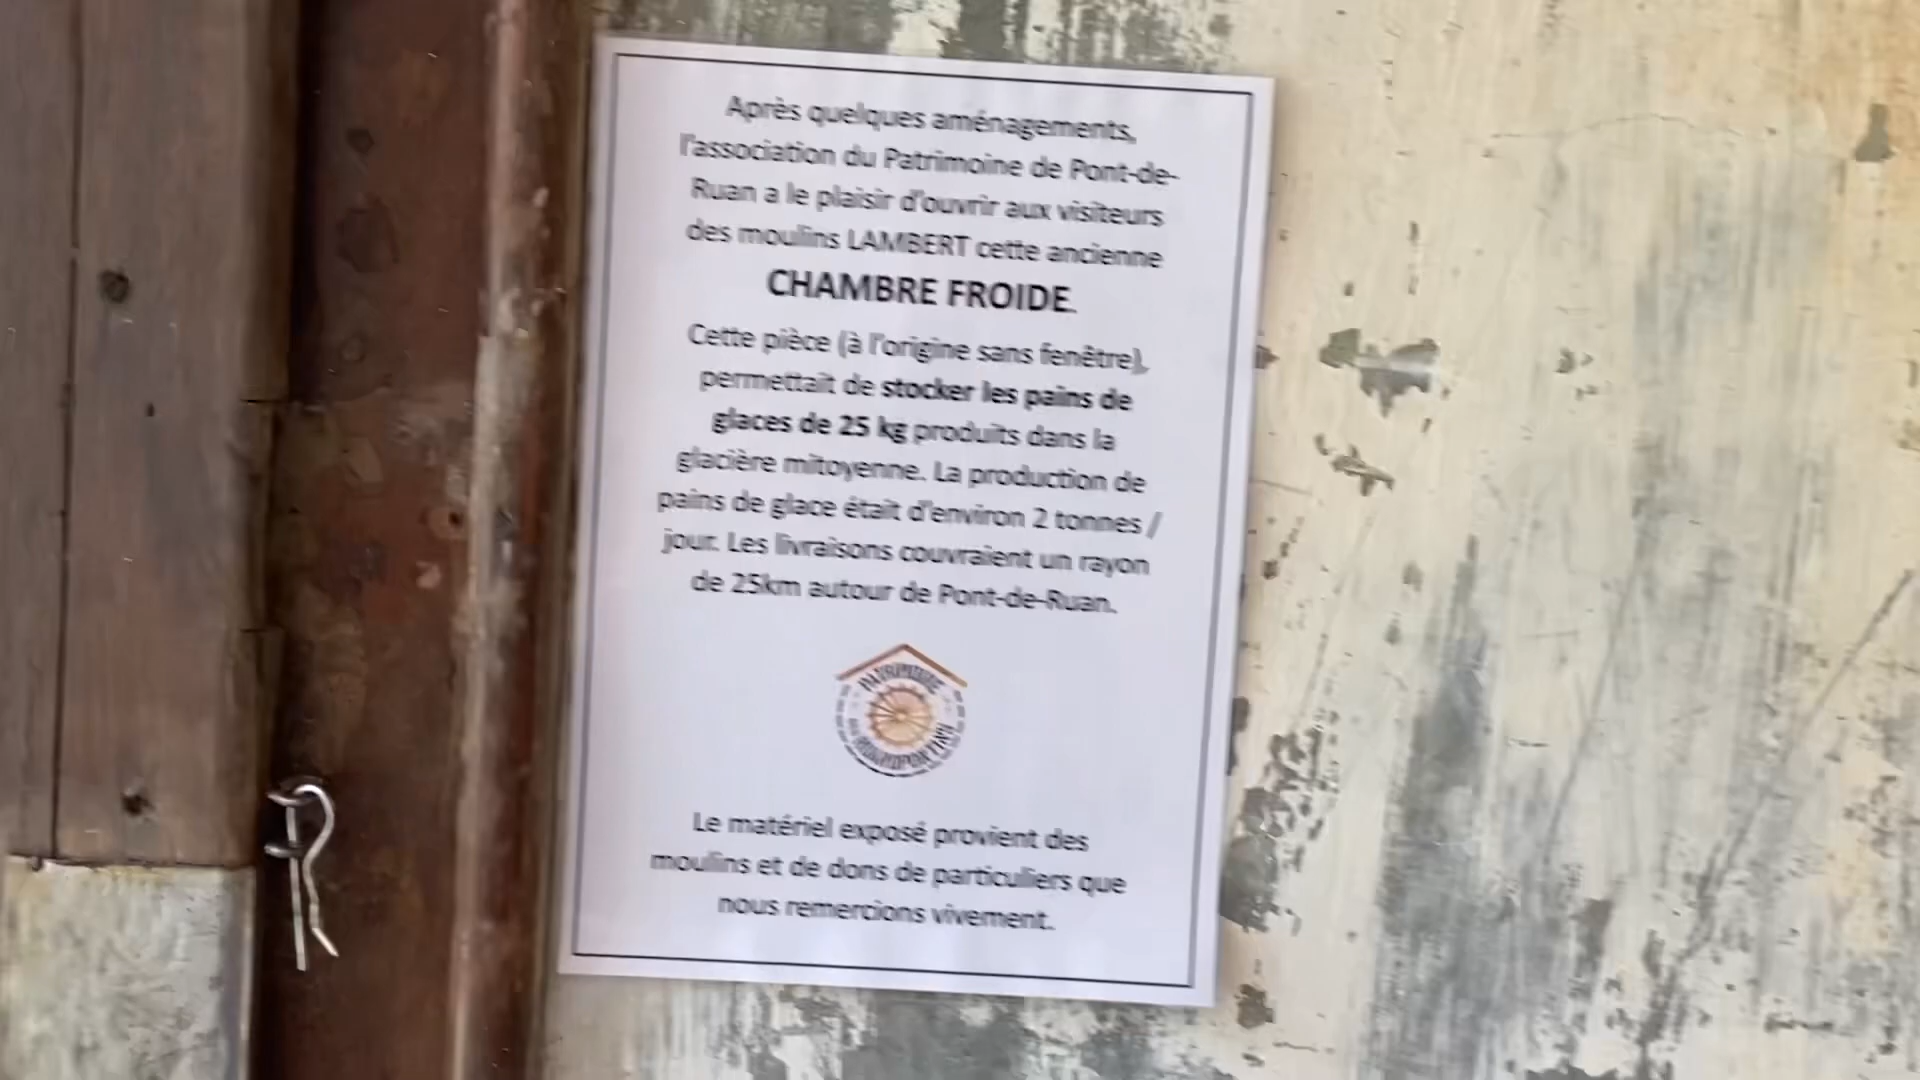 Après quelques aménagements,
l'association du Patrimoine de Pont-de-
Ruan a le plaisir d'ouvrir aux visiteurs
des moulins LAMBERT cette ancienne
CHAMBRE FROIDE.
Cette pièce (à l'origine sans fenêtre),
permettait de stocker les pains de
glaces de 25 kg produits dans la
glacière mitoyenne. La production de
pains de glace était d'environ 2 tonnes /
jour. Les livraisons couvraient un rayon
de 25km autour de Pont-de-Ruan.
PATRIMOINE
Le matériel exposé provient des
moulins et de dons de particuliers que
nous remercions vivement.